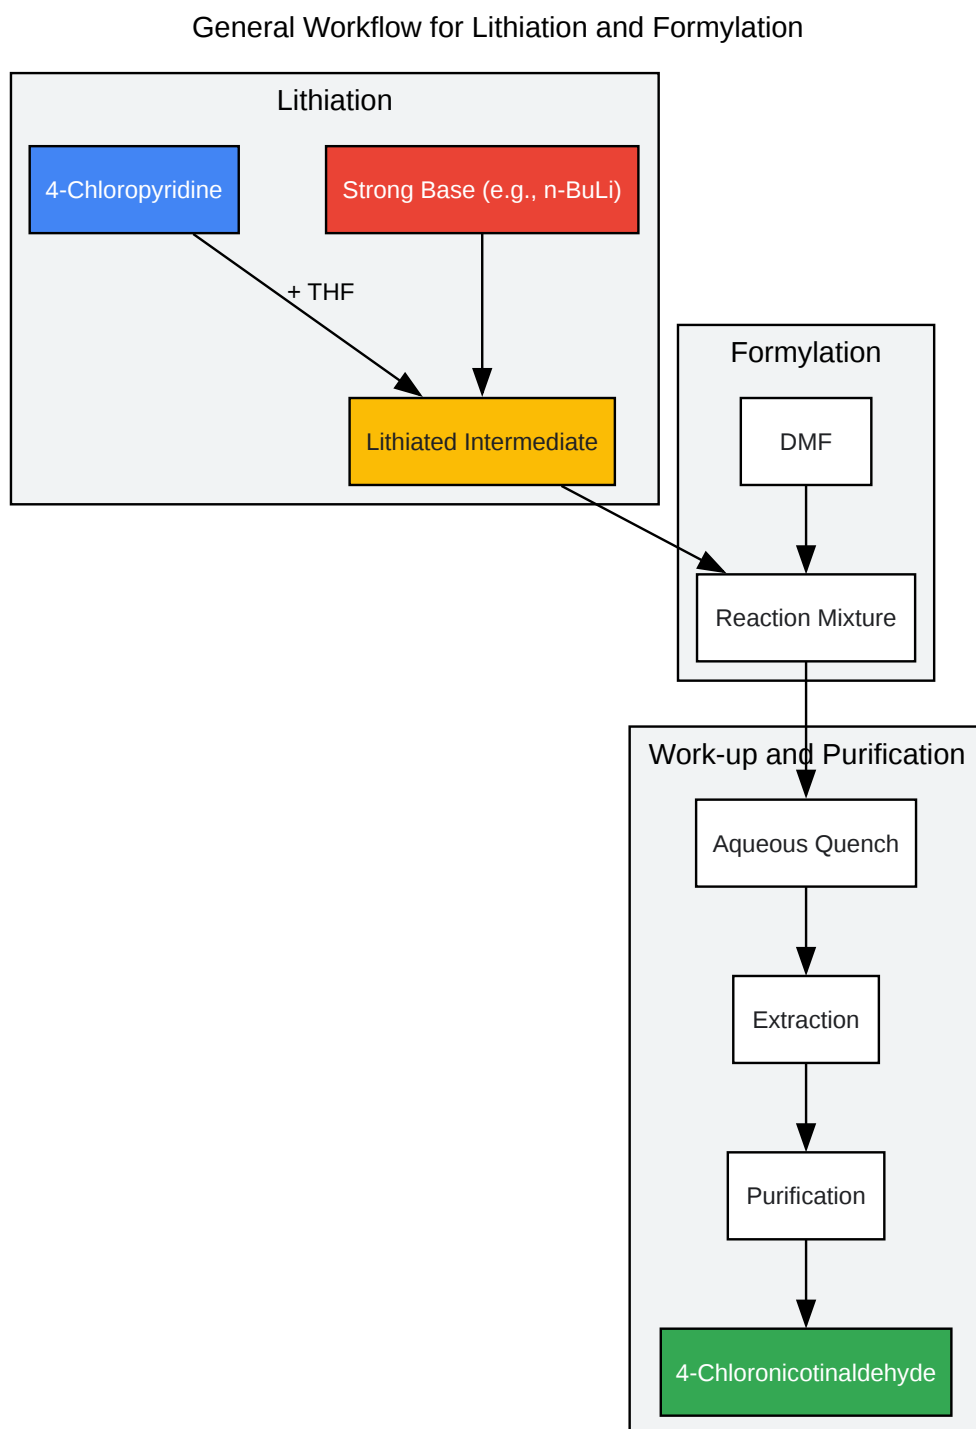 General Workflow for Lithiation and Formylation
Lithiation
4-Chloropyridine
Strong Base (e.g., n-BuLi)
+ THF
Lithiated Intermediate
Formylation
DMF
Reaction Mixture
Work-up and Purification
Aqueous Quench
Extraction
Purification
4-Chloronicotinaldehyde